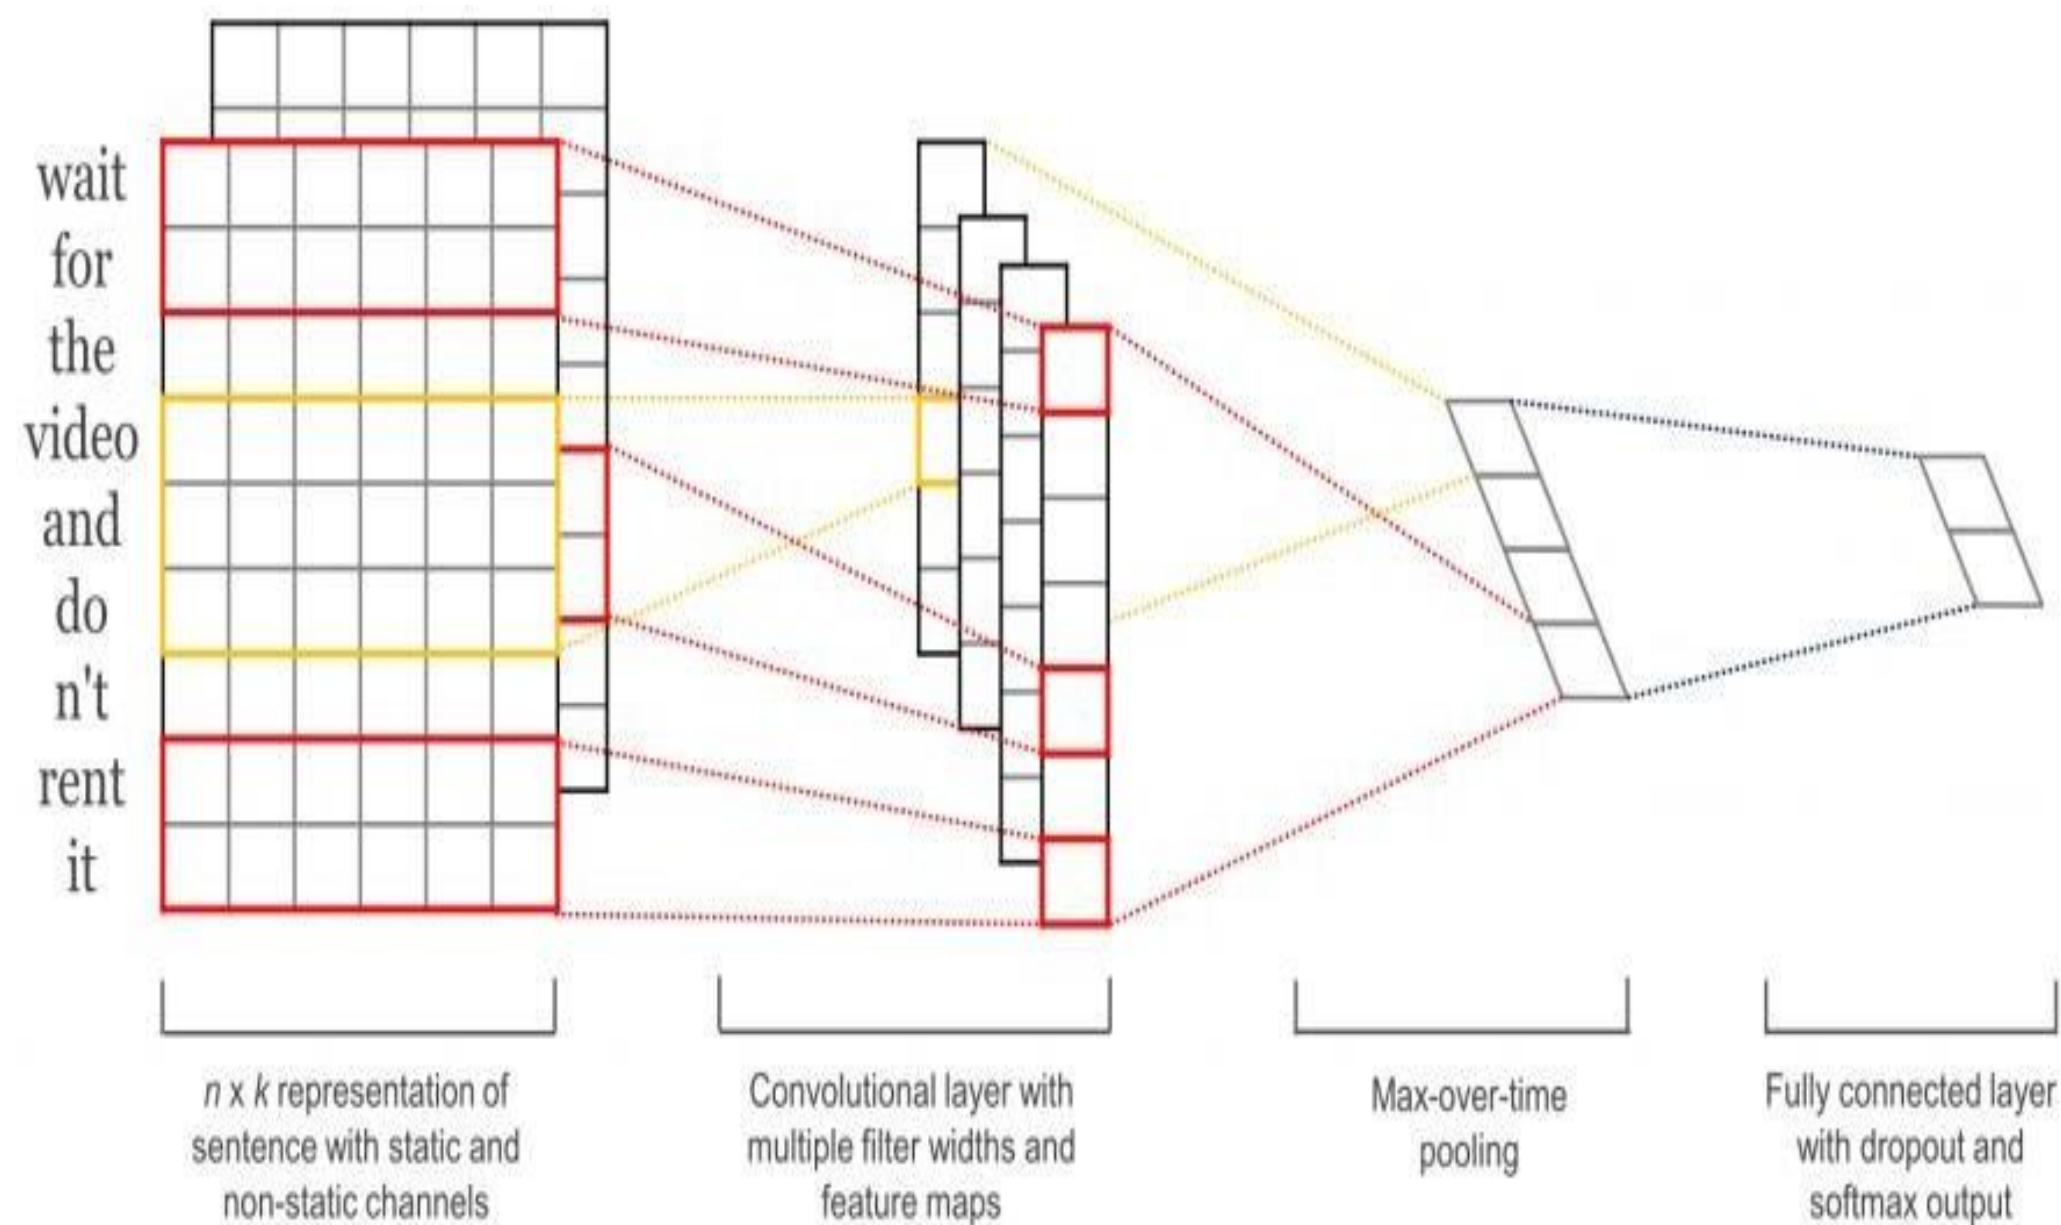 wait
for
the
video
and
do
n't
rent
it
n x k representation of
sentence with static and
non-static channels
Convolutional layer with
multiple filter widths and
feature maps
Max-over-time
pooling
Fully connected layer
with dropout and
softmax output